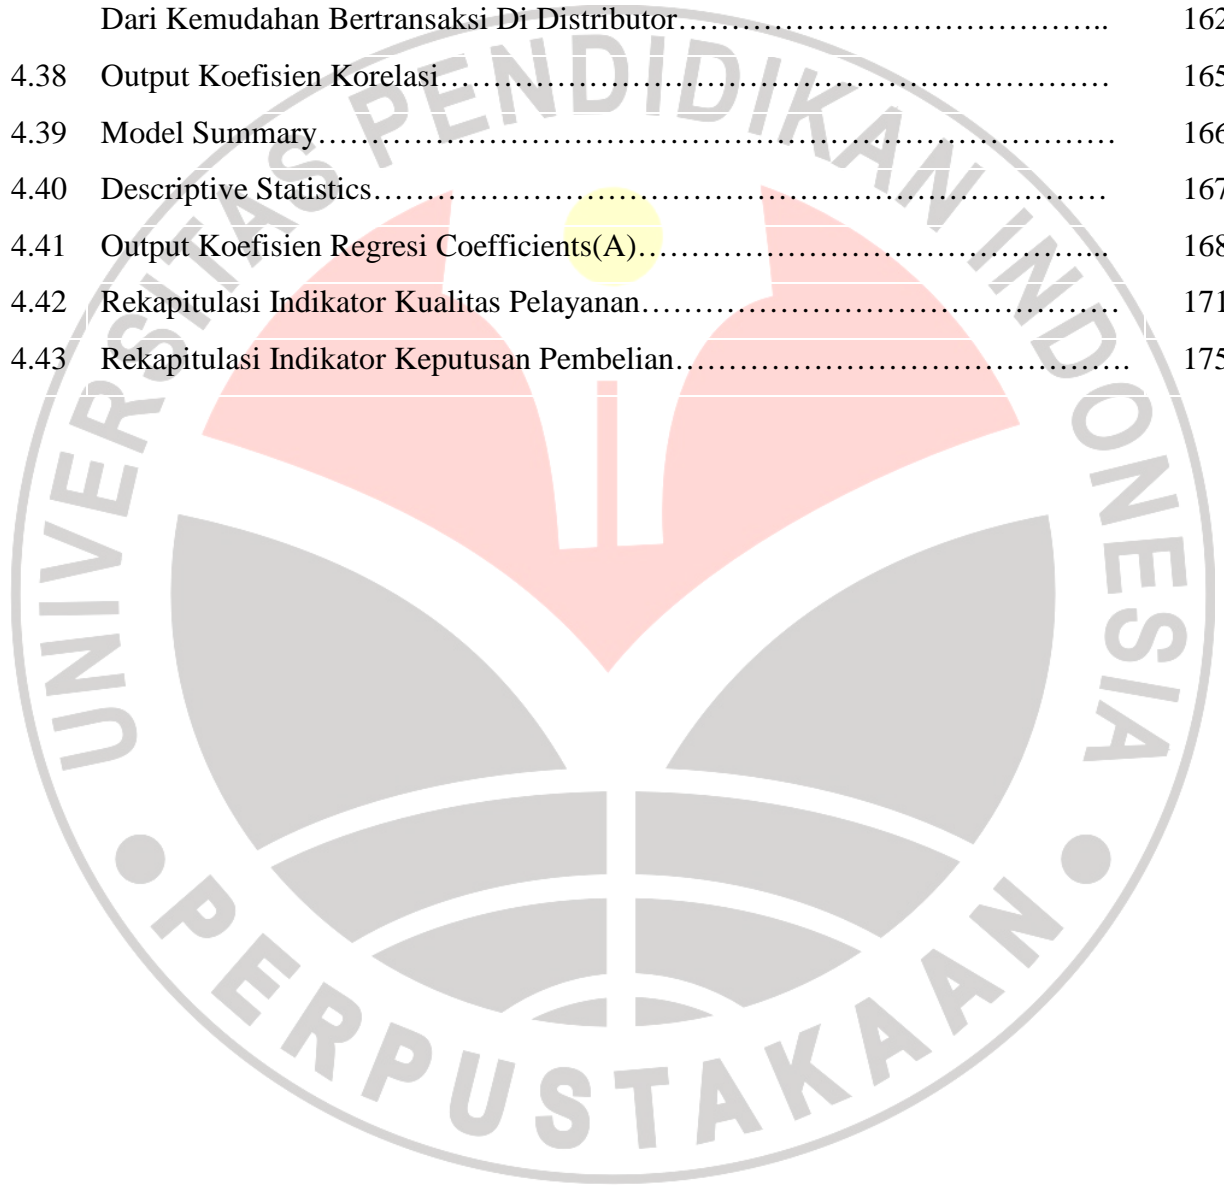 Dari Kemudahan Bertransaksi Di Distributor………………………………….. 162
4.38 Output Koefisien Korelasi……………………………………………………… 165
4.39 Model Summary………………………………………………………………… 166
4.40 Descriptive Statistics…………………………………………………………… 167
4.41 Output Koefisien Regresi Coefficients(A)……………………………………... 168
4.42 Rekapitulasi Indikator Kualitas Pelayanan……………………………………… 171
4.43 Rekapitulasi Indikator Keputusan Pembelian……………………………………. 175
UNIVERSITAS PENDIDIKAN INDONESIA
PERPUSTAKAAN